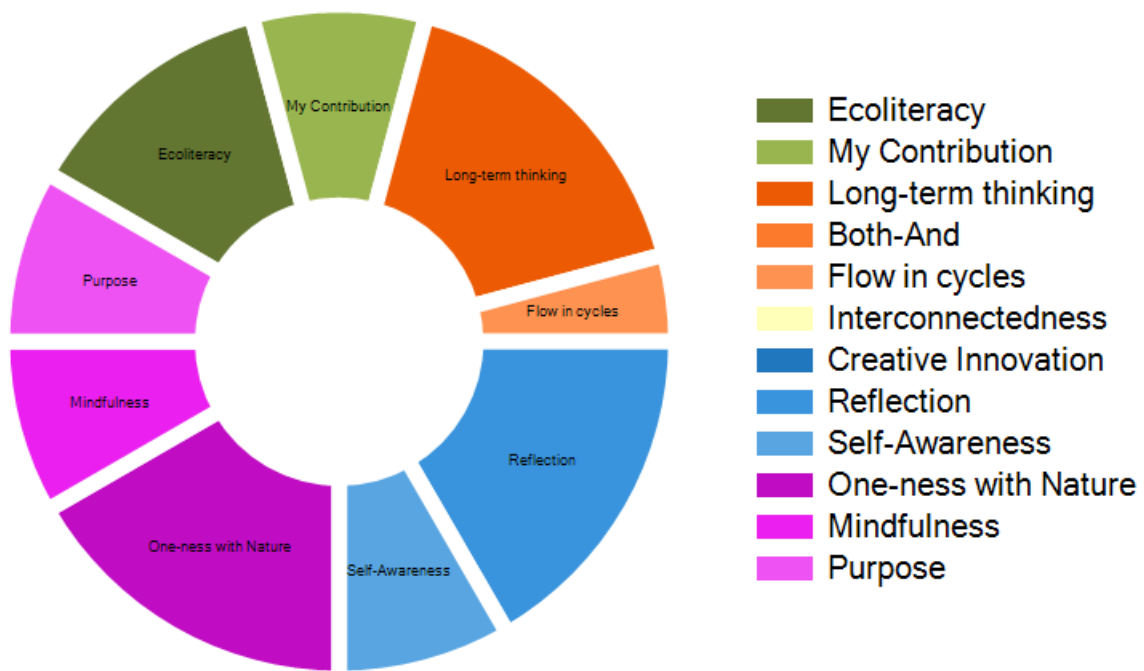 My Contribution
Ecoliteracy
Long-term thinking
Purpose
Flow in cycles
Mindfulness
Reflection
One-ness with Nature
Self-Awareness
Ecoliteracy
My Contribution
Long-term thinking
Both-And
Flow in cycles
Interconnectedness
Creative Innovation
Reflection
Self-Awareness
One-ness with Nature
Mindfulness
Purpose